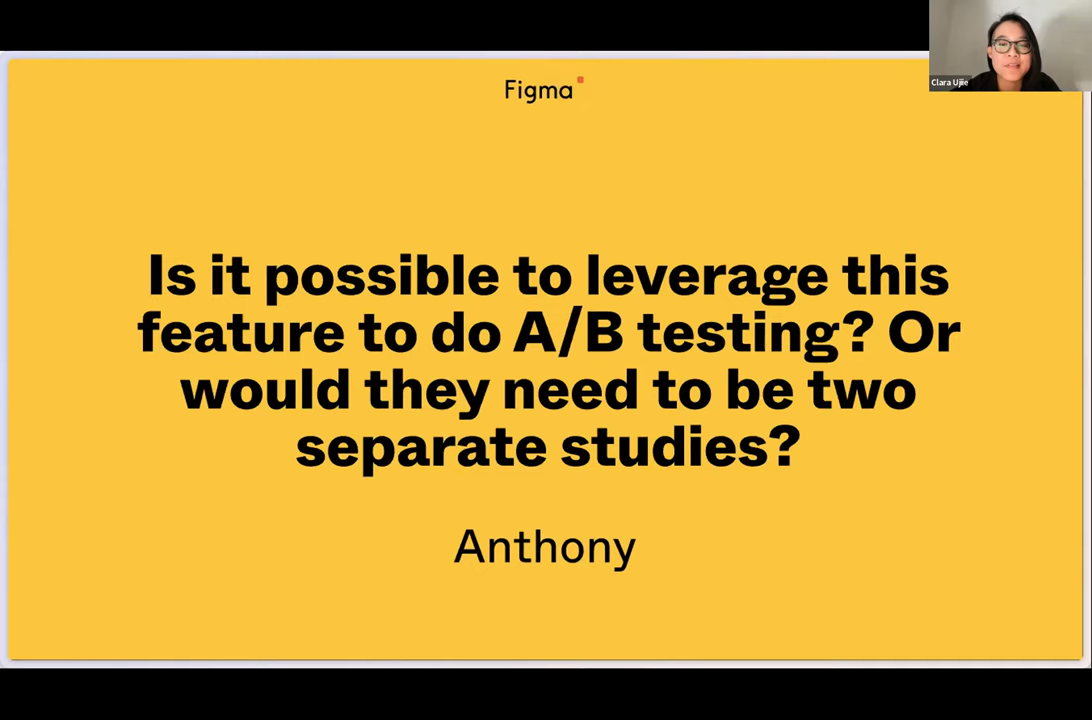 Figma
Clara Ujiie
Is it possible to leverage this
feature to do A/B testing? Or
would they need to be two
separate studies?
Anthony